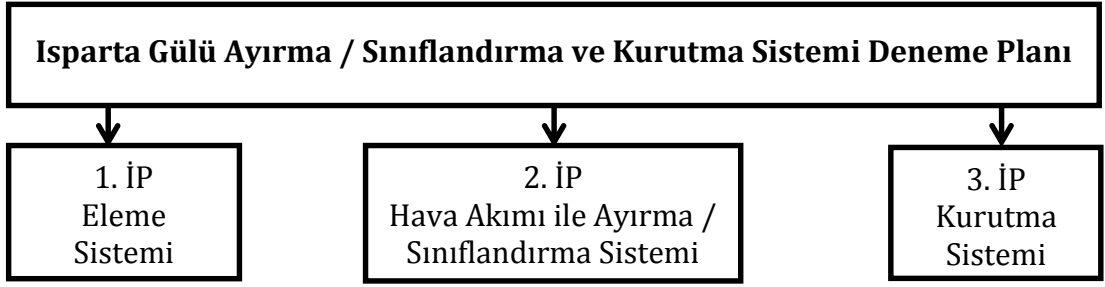 Isparta Gülü Ayırma / Sınıflandırma ve Kurutma Sistemi Deneme Planı
1. İP
Eleme
Sistemi
2. İP
Hava Akımı ile Ayırma /
Sınıflandırma Sistemi
3. İP
Kurutma
Sistemi